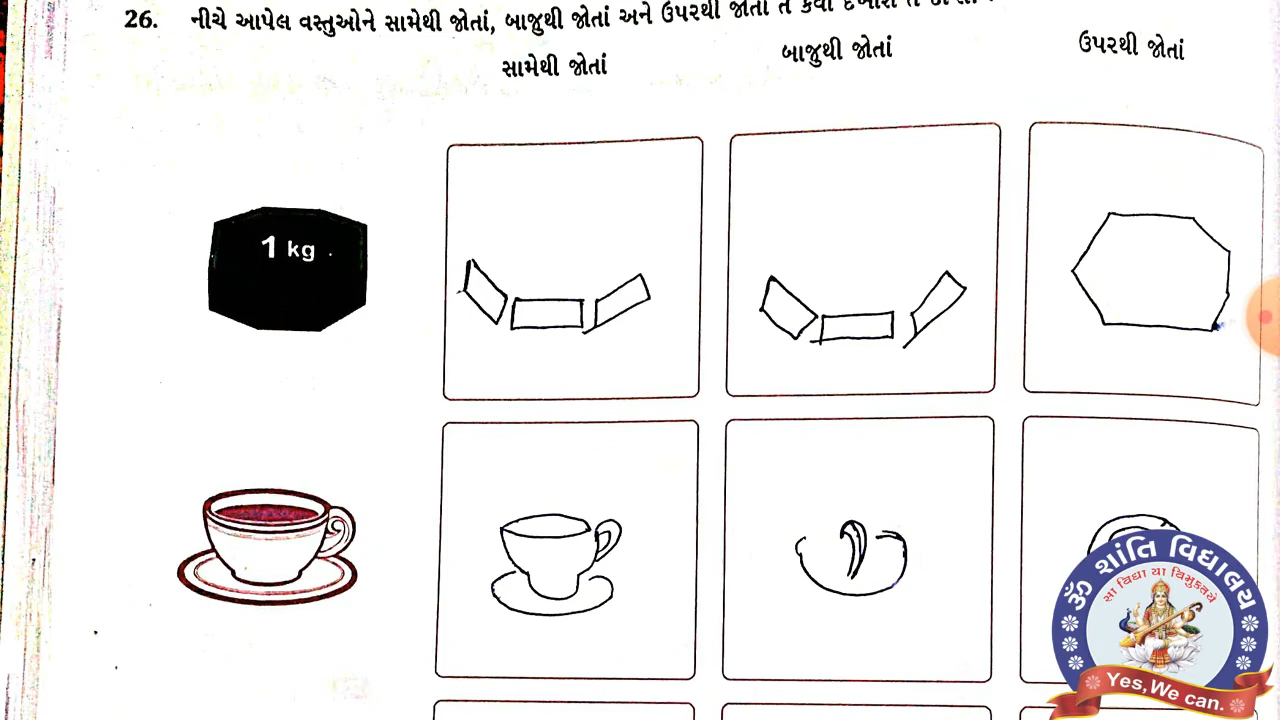 26. નીચે આપેલ વસ્તુઓને સામેથી જોતાં, બાજુથી જોતાં અને ઉપરથી જોતાં તે કેવી
સામેથી જોતાં બાજુથી જોતાં ઉપરથી જોતાં
1 kg
ૐ શાંતિ વિદ્યાલય
સા વિદ્યા યા વિમુક્તયે
Yes, We can.